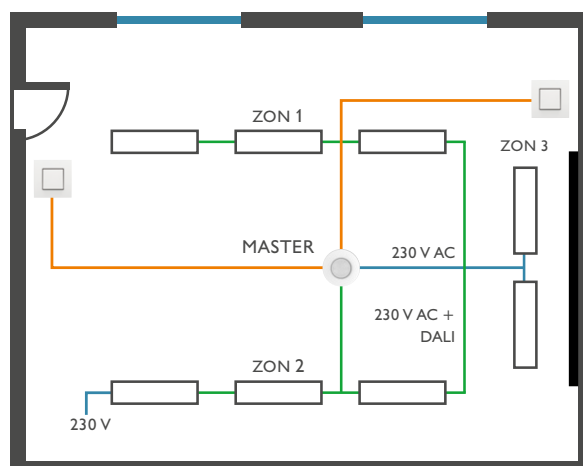 ZON 1
ZON 3
MASTER
230 V AC
230 V AC +
DALI
ZON 2
230 V